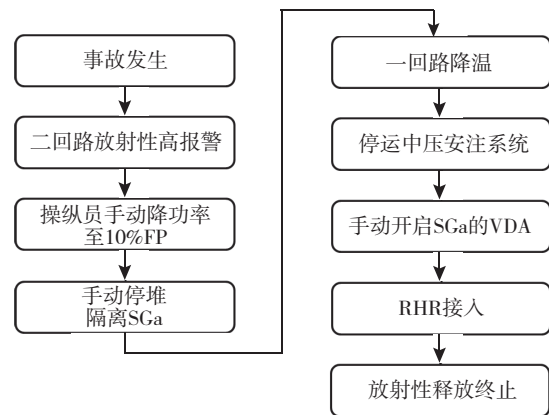 事故发生
二回路放射性高报警
操纵员手动降功率
至10%FP
手动停堆
隔离SGa
一回路降温
停运中压安注系统
手动开启SGa的VDA
RHR接入
放射性释放终止